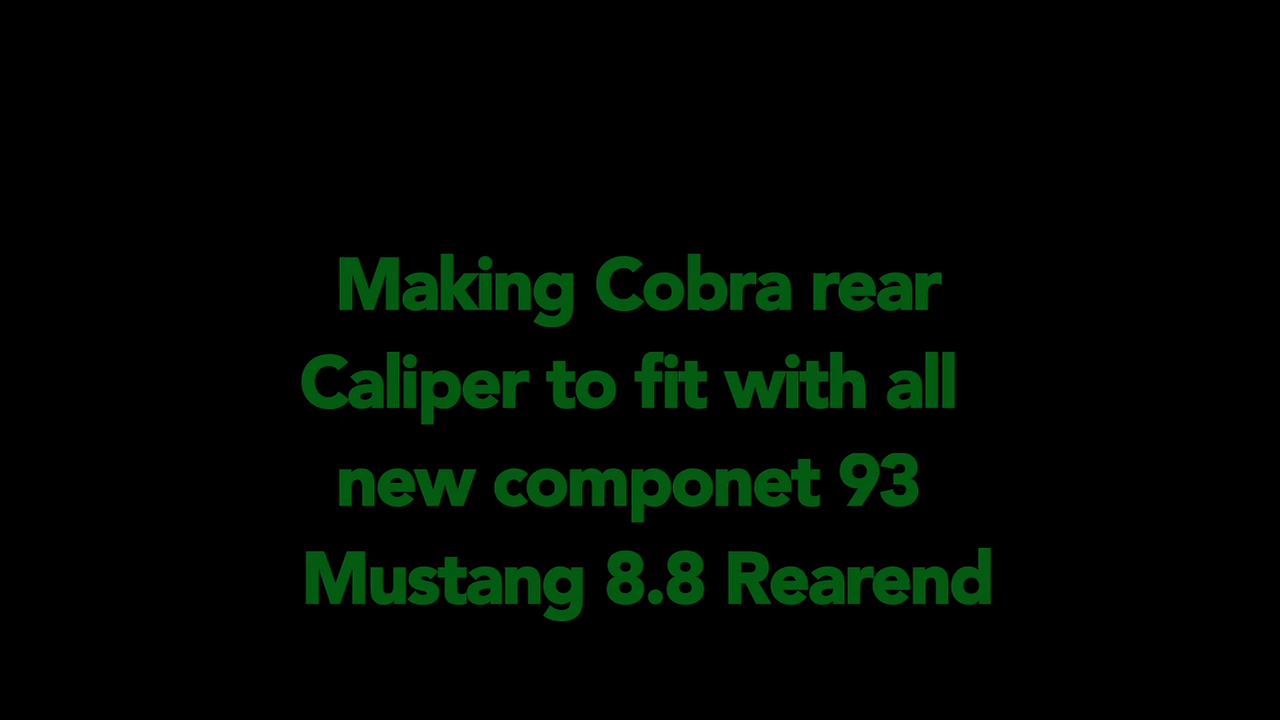 Making Cobra rear
Caliper to fit with all
new componet 93
Mustang 8.8 Rearend